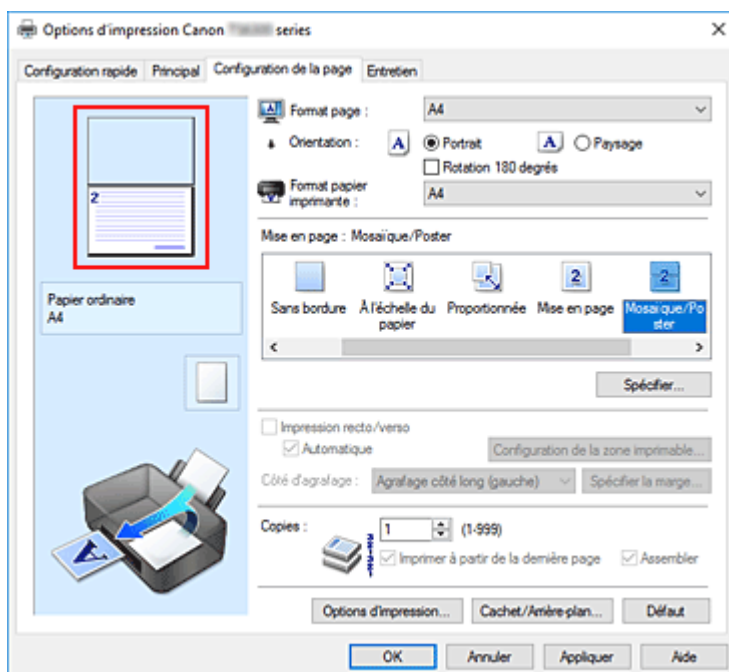 Options d'impression Canon series
Configuration rapide Principal Configuration de la page Entretien
Format page : A4
Orientation : A Portrait A Paysage
Rotation 180 degrés
Format papier
imprimante : A4
2
Mise en page : Mosaïque/Poster
2 2
Sans bordure À l'échelle du Proportionnée Mise en page Mosaïque/Po
papier ster
Papier ordinaire
A4
Spécifier...
Impression recto/verso
Automatique Configuration de la zone imprimable...
Côté d'agrafage : Agrafage côté long (gauche) Spécifier la marge...
Copies : 1 (1-999)
Imprimer à partir de la dernière page Assembler
A
Options d'impression... Cachet/Arrière-plan... Défaut
OK Annuler Appliquer Aide